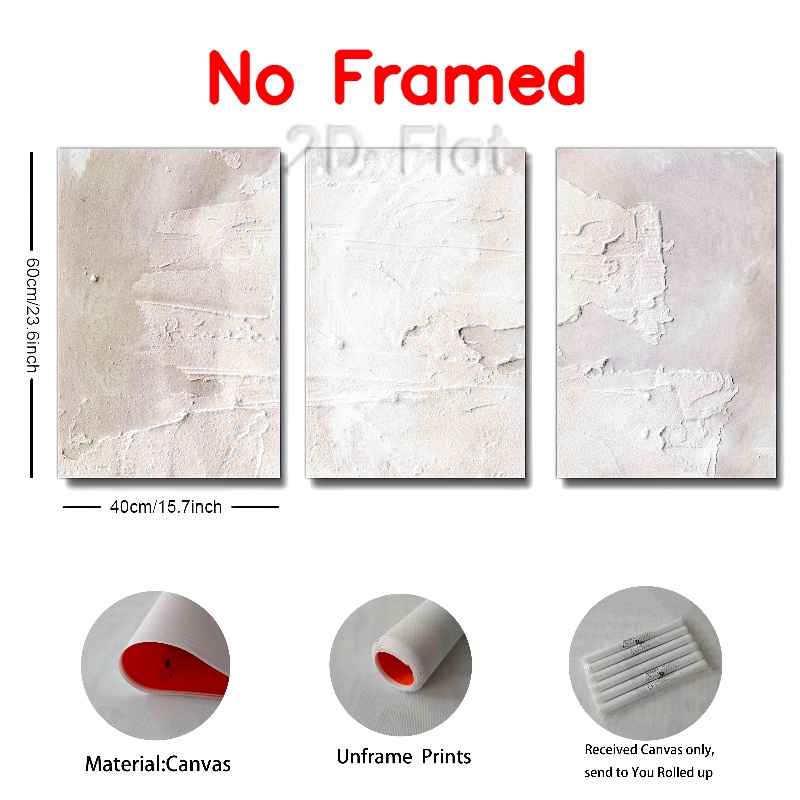 No Framed
2D Flat
60cm/23.6inch
40cm/15.7inch
Material:Canvas
Unframe Prints
Received Canvas only,
send to You Rolled up